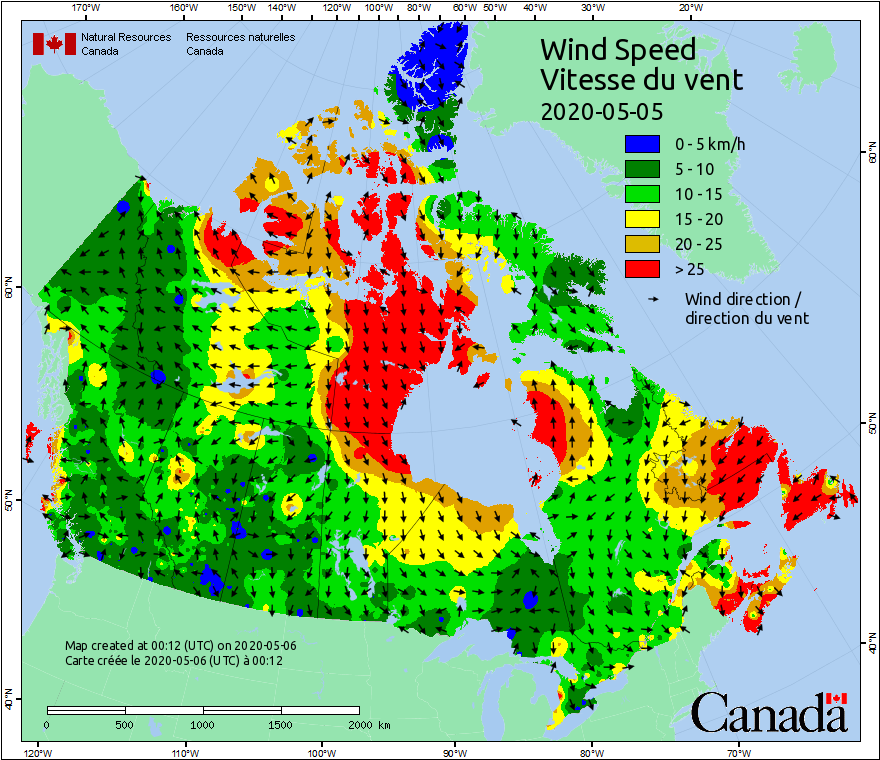 170°W 160°W 150°W 140°W 130°W 120°W 110°W 100°W 90°W 80°W 70°W 60°W 50°W 40°W 30°W 20°W
Natural Resources Ressources naturelles
Canada Canada
Wind Speed
Vitesse du vent
2020-05-05
0 - 5 km/h
5 - 10
10 - 15
15 - 20
20 - 25
> 25
Wind direction /
direction du vent
60°N
60°N
50°N
50°N
40°N
40°N
Map created at 00:12 (UTC) on 2020-05-06
Carte créée le 2020-05-06 (UTC) à 00:12
0 500 1000 1500 2000 km
Canada
120°W 110°W 100°W 90°W 80°W 70°W